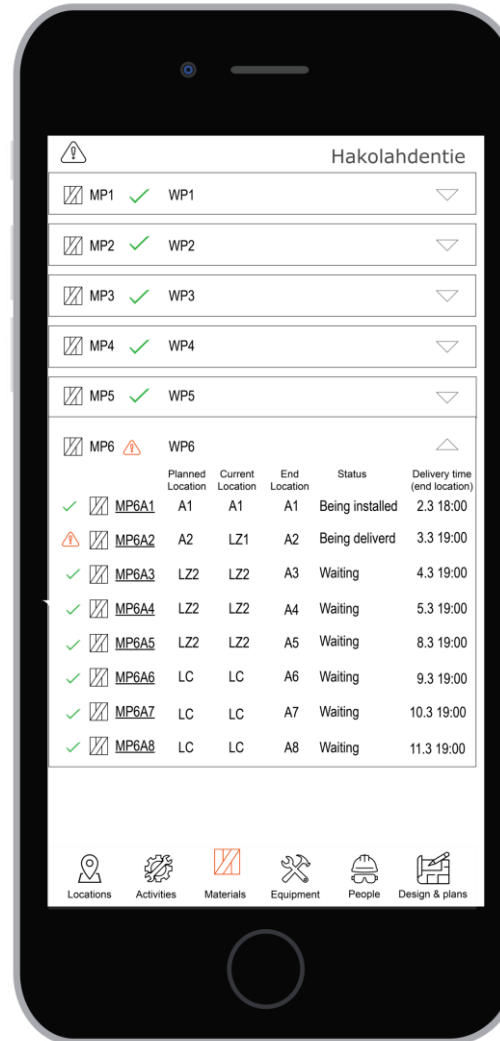 Hakolahdentie
MP1 WP1
MP2 WP2
MP3 WP3
MP4 WP4
MP5 WP5
MP6 WP6
Planned Location Current Location End Location Status Delivery time (end location)
MP6A1 A1 A1 A1 Being installed 2.3 18:00
MP6A2 A2 LZ1 A2 Being deliverd 3.3 19:00
MP6A3 LZ2 LZ2 A3 Waiting 4.3 19:00
MP6A4 LZ2 LZ2 A4 Waiting 5.3 19:00
MP6A5 LZ2 LZ2 A5 Waiting 8.3 19:00
MP6A6 LC LC A6 Waiting 9.3 19:00
MP6A7 LC LC A7 Waiting 10.3 19:00
MP6A8 LC LC A8 Waiting 11.3 19:00
Locations Activities Materials Equipment People Design & plans